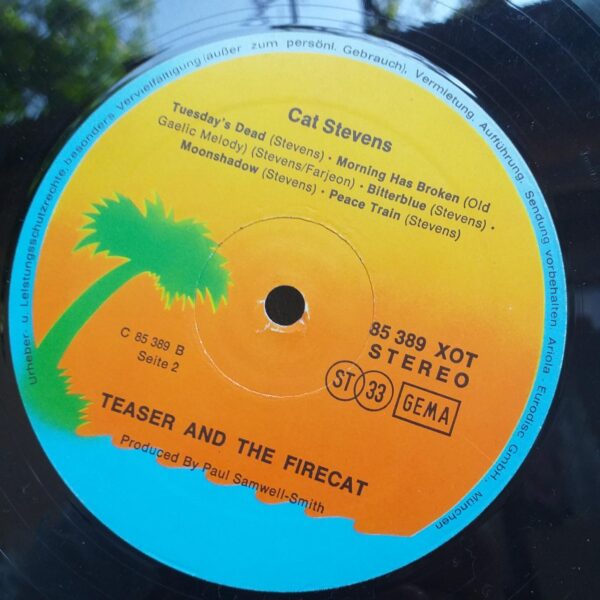 Urheber u. Leistungsschutzrechte, besonders Vervielfältigung (außer zum persönl. Gebrauch), Vermietung, Aufführung, Sendung vorbehalten. Ariola Eurodisc GmbH, München
Cat Stevens
Tuesday's Dead (Stevens) • Morning Has Broken (Old
Gaelic Melody) (Stevens/Farjeon) • Bitterblue (Stevens) •
Moonshadow (Stevens) • Peace Train (Stevens)
C 85 389 B
Seite 2
85 389 XOT
STEREO
ST 33 GEMA
TEASER AND THE FIRECAT
Produced By Paul Samwell-Smith